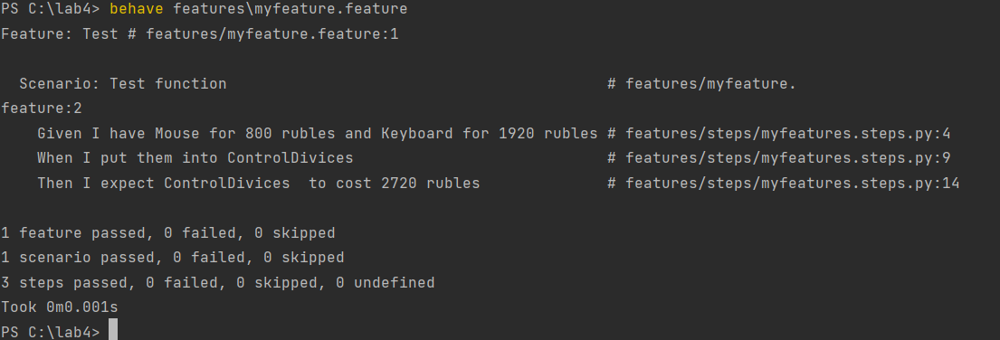 PS C:\lab4> behave features\myfeature.feature
Feature: Test # features/myfeature.feature:1
Scenario: Test function # features/myfeature.
feature:2
Given I have Mouse for 800 rubles and Keyboard for 1920 rubles # features/steps/myfeatures.steps.py:4
When I put them into ControlDivices # features/steps/myfeatures.steps.py:9
Then I expect ControlDivices  to cost 2720 rubles # features/steps/myfeatures.steps.py:14
1 feature passed, 0 failed, 0 skipped
1 scenario passed, 0 failed, 0 skipped
3 steps passed, 0 failed, 0 skipped, 0 undefined
Took 0m0.001s
PS C:\lab4>